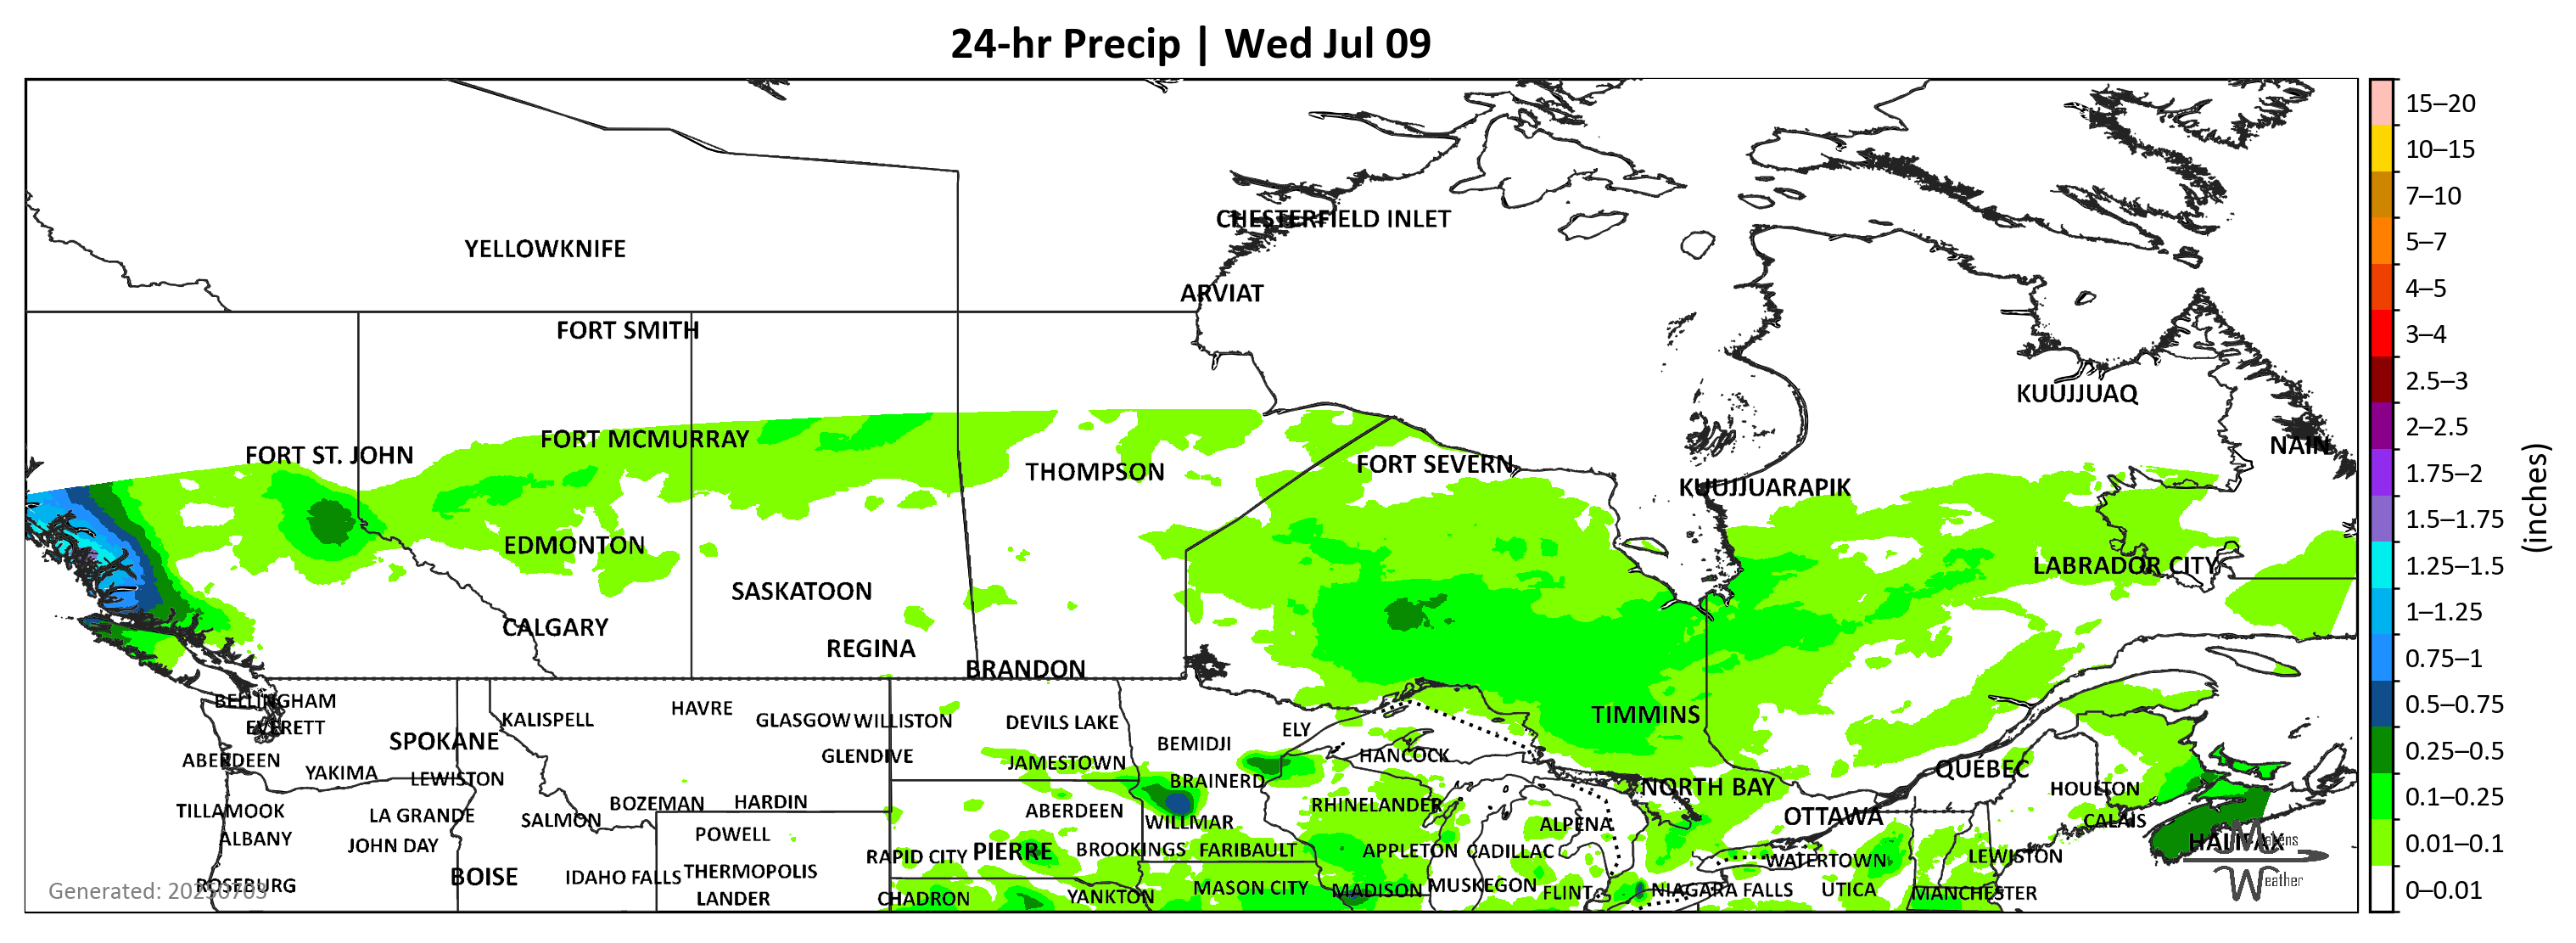 24-hr Precip | Wed Jul 09
YELLOWKNIFE
CHESTERFIELD INLET
ARVIAT
FORT SMITH
KUUJJUAQ
FORT MCMURRAY
NAIN
FORT ST. JOHN
THOMPSON
FORT SEVERN
KUUJJUARAPIK
EDMONTON
LABRADOR CITY
SASKATOON
CALGARY
REGINA
BRANDON
BELLINGHAM
KALISPELL
HAVRE
GLASGOW
WILLISTON
DEVILS LAKE
TIMMINS
EVERETT
ELY
SPOKANE
BEMIDJI
ABERDEEN
GLENDIVE
JAMESTOWN
HANCOCK
QUEBEC
YAKIMA
LEWISTON
BRAINERD
NORTH BAY
HOULTON
TILLAMOOK
LA GRANDE
BOZEMAN
HARDIN
ABERDEEN
RHINELANDER
OTTAWA
SALMON
WILLMAR
ALPENA
CALAIS
ALBANY
JOHN DAY
POWELL
HALIFAX
RAPID CITY
PIERRE
BROOKINGS
FARIBAULT
APPLETON
CADILLAC
WATERTOWN
LEWISTON
ROSEBURG
BOISE
IDAHO FALLS
THERMOPOLIS
LANDER
CHADRON
YANKTON
MASON CITY
MADISON
MUSKEGON
FLINT
NIAGARA FALLS
UTICA
MANCHESTER
Generated: 20250703
Weather
15–20
10–15
7–10
5–7
4–5
3–4
2.5–3
2–2.5
1.75–2
1.5–1.75
1.25–1.5
1–1.25
0.75–1
0.5–0.75
0.25–0.5
0.1–0.25
0.01–0.1
0–0.01
(inches)